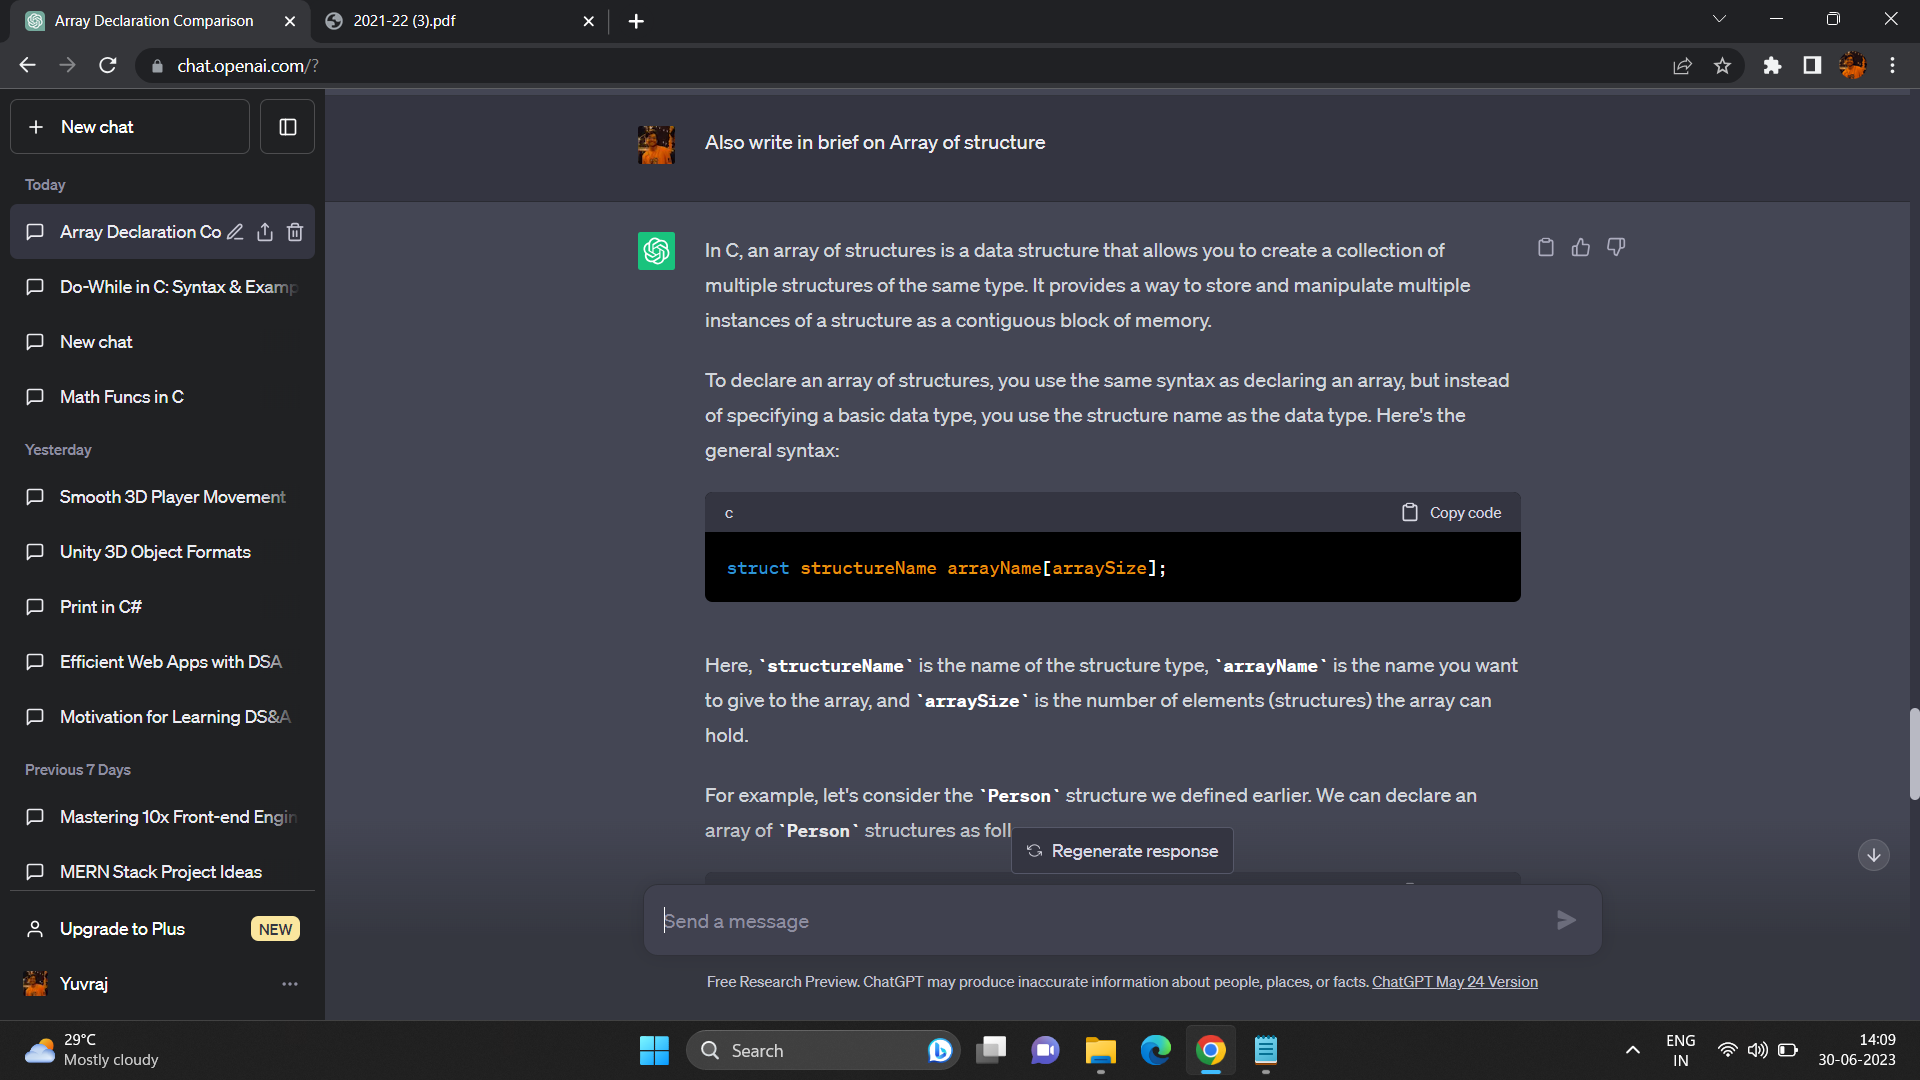 Array Declaration Comparison
2021-22 (3).pdf
chat.openai.com/?
New chat
Today
Array Declaration Co
Do-While in C: Syntax & Examp
New chat
Math Funcs in C
Yesterday
Smooth 3D Player Movement
Unity 3D Object Formats
Print in C#
Efficient Web Apps with DSA
Motivation for Learning DS&A
Previous 7 Days
Mastering 10x Front-end Engin
MERN Stack Project Ideas
Upgrade to Plus NEW
Yuvraj
Also write in brief on Array of structure
In C, an array of structures is a data structure that allows you to create a collection of
multiple structures of the same type. It provides a way to store and manipulate multiple
instances of a structure as a contiguous block of memory.
To declare an array of structures, you use the same syntax as declaring an array, but instead
of specifying a basic data type, you use the structure name as the data type. Here's the
general syntax:
c Copy code
struct structureName arrayName[arraySize];
Here, `structureName` is the name of the structure type, `arrayName` is the name you want
to give to the array, and `arraySize` is the number of elements (structures) the array can
hold.
For example, let's consider the `Person` structure we defined earlier. We can declare an
array of `Person` structures as foll
Regenerate response
Send a message
Free Research Preview. ChatGPT may produce inaccurate information about people, places, or facts. ChatGPT May 24 Version
29°C
Mostly cloudy
Search
ENG
IN
14:09
30-06-2023